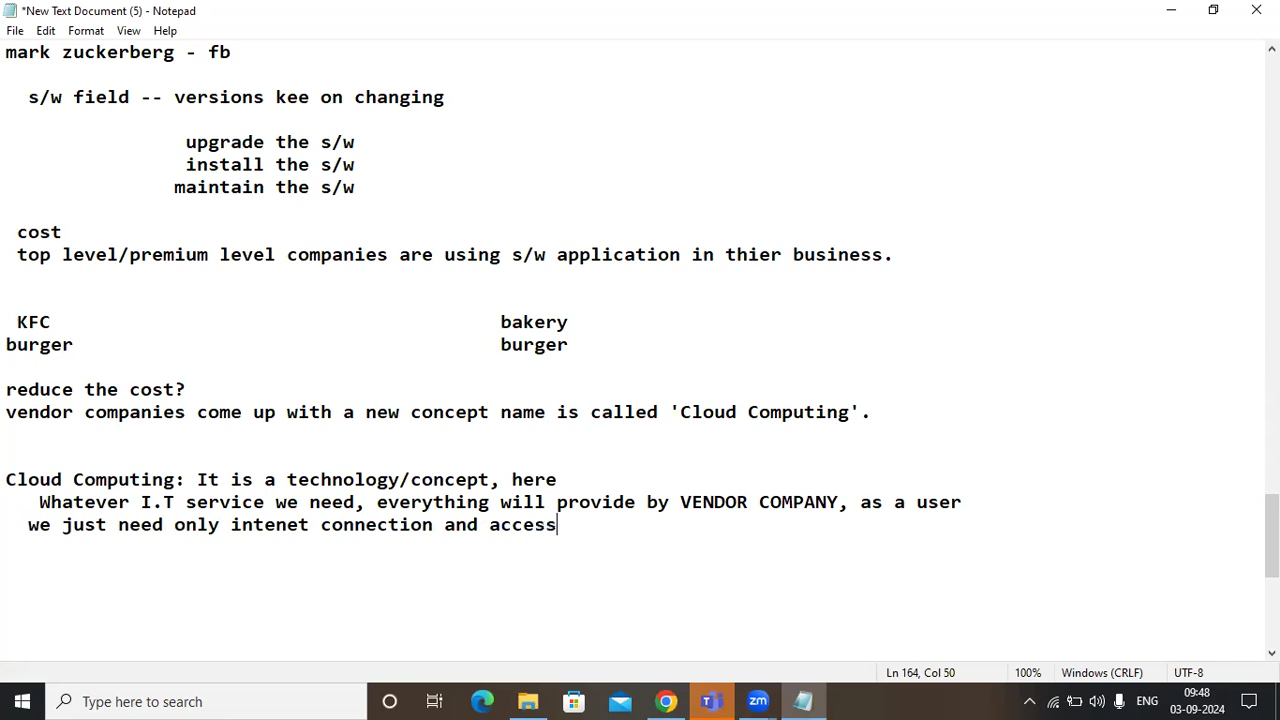 *New Text Document (5) - Notepad
File Edit Format View Help
mark zuckerberg - fb
s/w field -- versions kee on changing
upgrade the s/w
install the s/w
maintain the s/w
cost
top level/premium level companies are using s/w application in thier business.
KFC bakery
burger burger
reduce the cost?
vendor companies come up with a new concept name is called 'Cloud Computing'.
Cloud Computing: It is a technology/concept, here
Whatever I.T service we need, everything will provide by VENDOR COMPANY, as a user
we just need only intenet connection and access
Ln 164, Col 50 100% Windows (CRLF) UTF-8
Type here to search
zm
ENG
09:48
03-09-2024